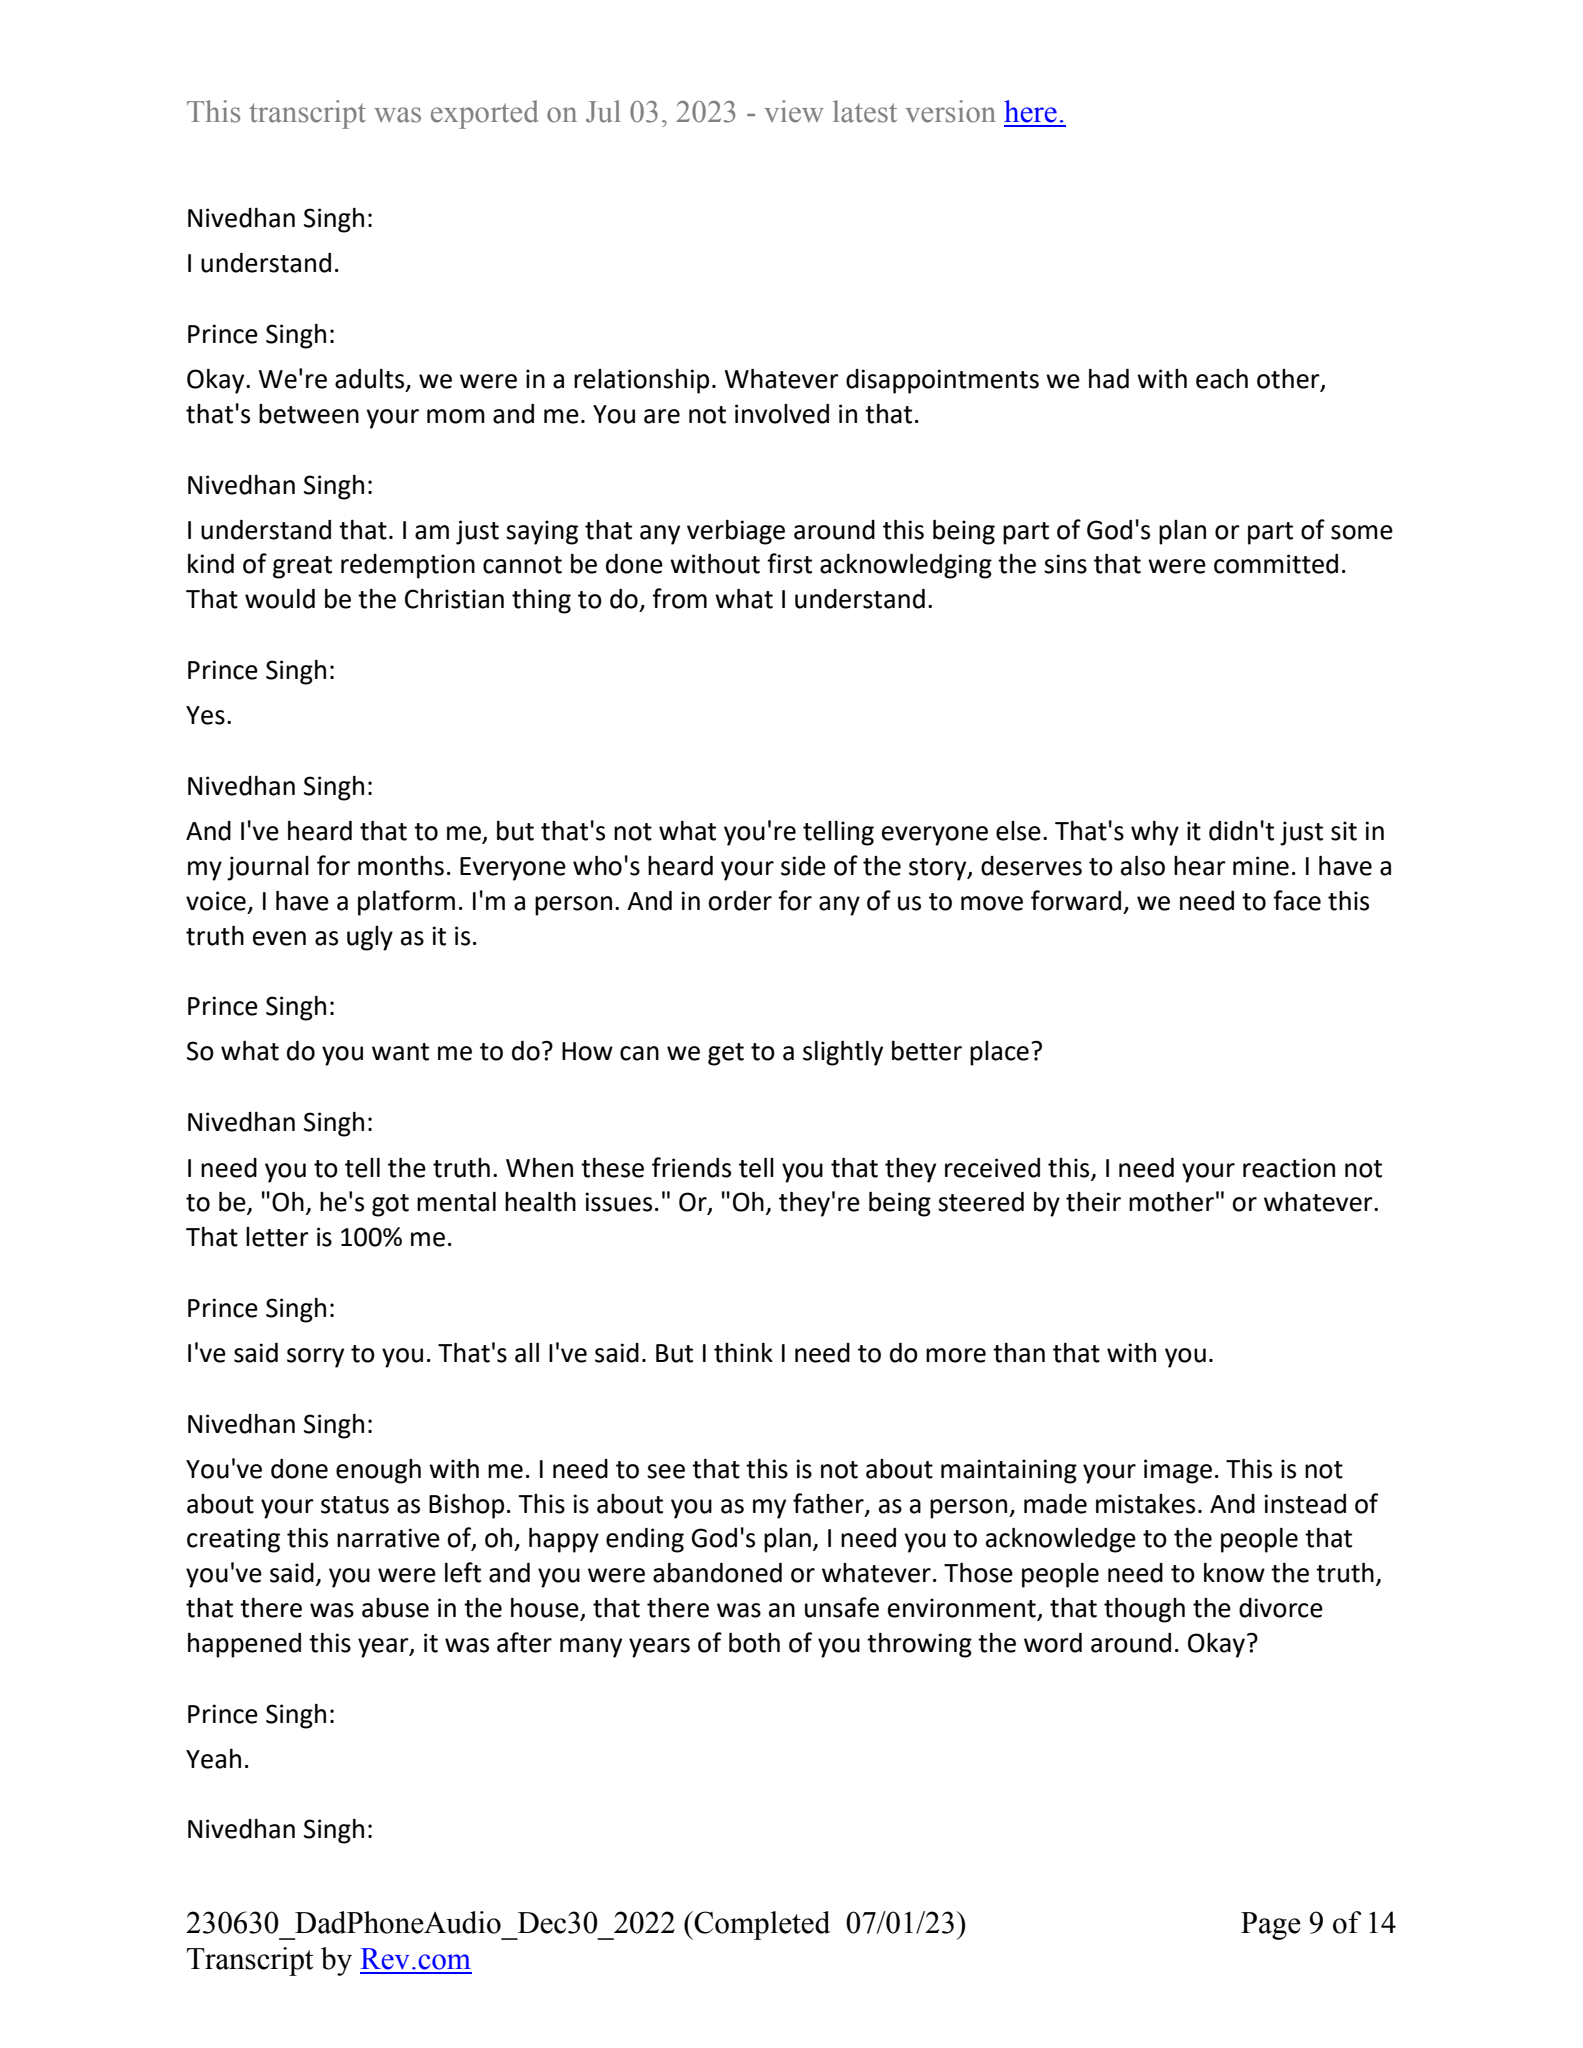 This transcript was exported on Jul 03, 2023 - view latest version here.
Nivedhan Singh:
I understand.
Prince Singh:
Okay. We're adults, we were in a relationship. Whatever disappointments we had with each other,
that's between your mom and me. You are not involved in that.
Nivedhan Singh:
I understand that. I am just saying that any verbiage around this being part of God's plan or part of some
kind of great redemption cannot be done without first acknowledging the sins that were committed.
That would be the Christian thing to do, from what I understand.
Prince Singh:
Yes.
Nivedhan Singh:
And I've heard that to me, but that's not what you're telling everyone else. That's why it didn't just sit in
my journal for months. Everyone who's heard your side of the story, deserves to also hear mine. I have a
voice, I have a platform. I'm a person. And in order for any of us to move forward, we need to face this
truth even as ugly as it is.
Prince Singh:
So what do you want me to do? How can we get to a slightly better place?
Nivedhan Singh:
I need you to tell the truth. When these friends tell you that they received this, I need your reaction not
to be, "Oh, he's got mental health issues." Or, "Oh, they're being steered by their mother" or whatever.
That letter is 100% me.
Prince Singh:
I've said sorry to you. That's all I've said. But I think I need to do more than that with you.
Nivedhan Singh:
You've done enough with me. I need to see that this is not about maintaining your image. This is not
about your status as Bishop. This is about you as my father, as a person, made mistakes. And instead of
creating this narrative of, oh, happy ending God's plan, I need you to acknowledge to the people that
you've said, you were left and you were abandoned or whatever. Those people need to know the truth,
that there was abuse in the house, that there was an unsafe environment, that though the divorce
happened this year, it was after many years of both of you throwing the word around. Okay?
Prince Singh:
Yeah.
Nivedhan Singh:
230630_DadPhoneAudio_Dec30_2022 (Completed 07/01/23) Page 9 of 14
Transcript by Rev.com